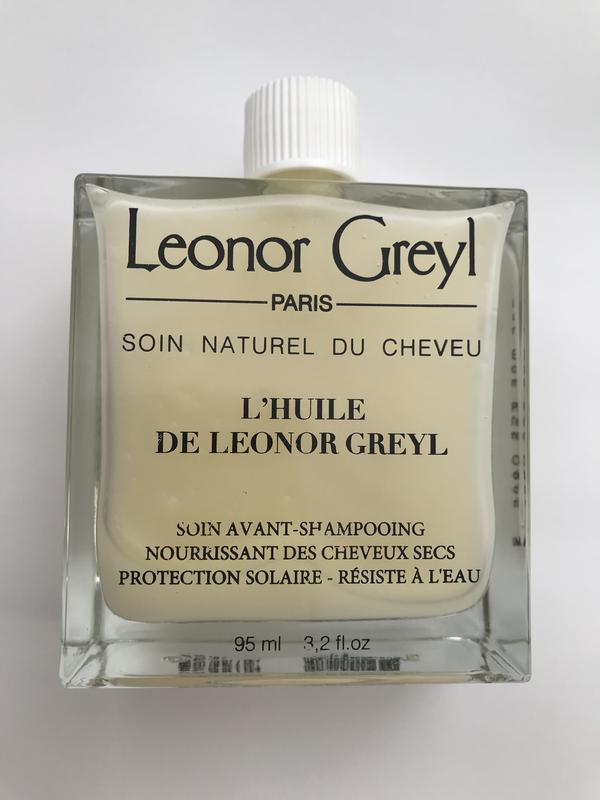 Leonor Greyl
PARIS
SOIN NATUREL DU CHEVEU
L'HUILE
DE LEONOR GREYL
SOIN AVANT-SHAMPOOING
NOURRISSANT DES CHEVEUX SECS
PROTECTION SOLAIRE - RÉSISTE À L'EAU
95 ml 3,2 fl.oz